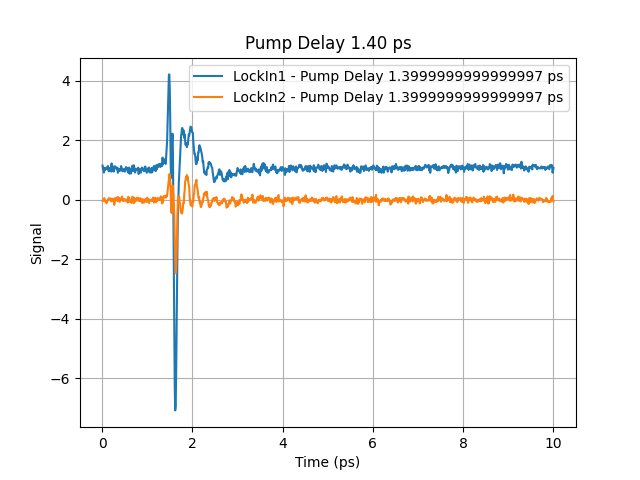 Pump Delay 1.40 ps
LockIn1 - Pump Delay 1.3999999999999997 ps
LockIn2 - Pump Delay 1.3999999999999997 ps
4
2
0
−2
−4
−6
Signal
0 2 4 6 8 10
Time (ps)